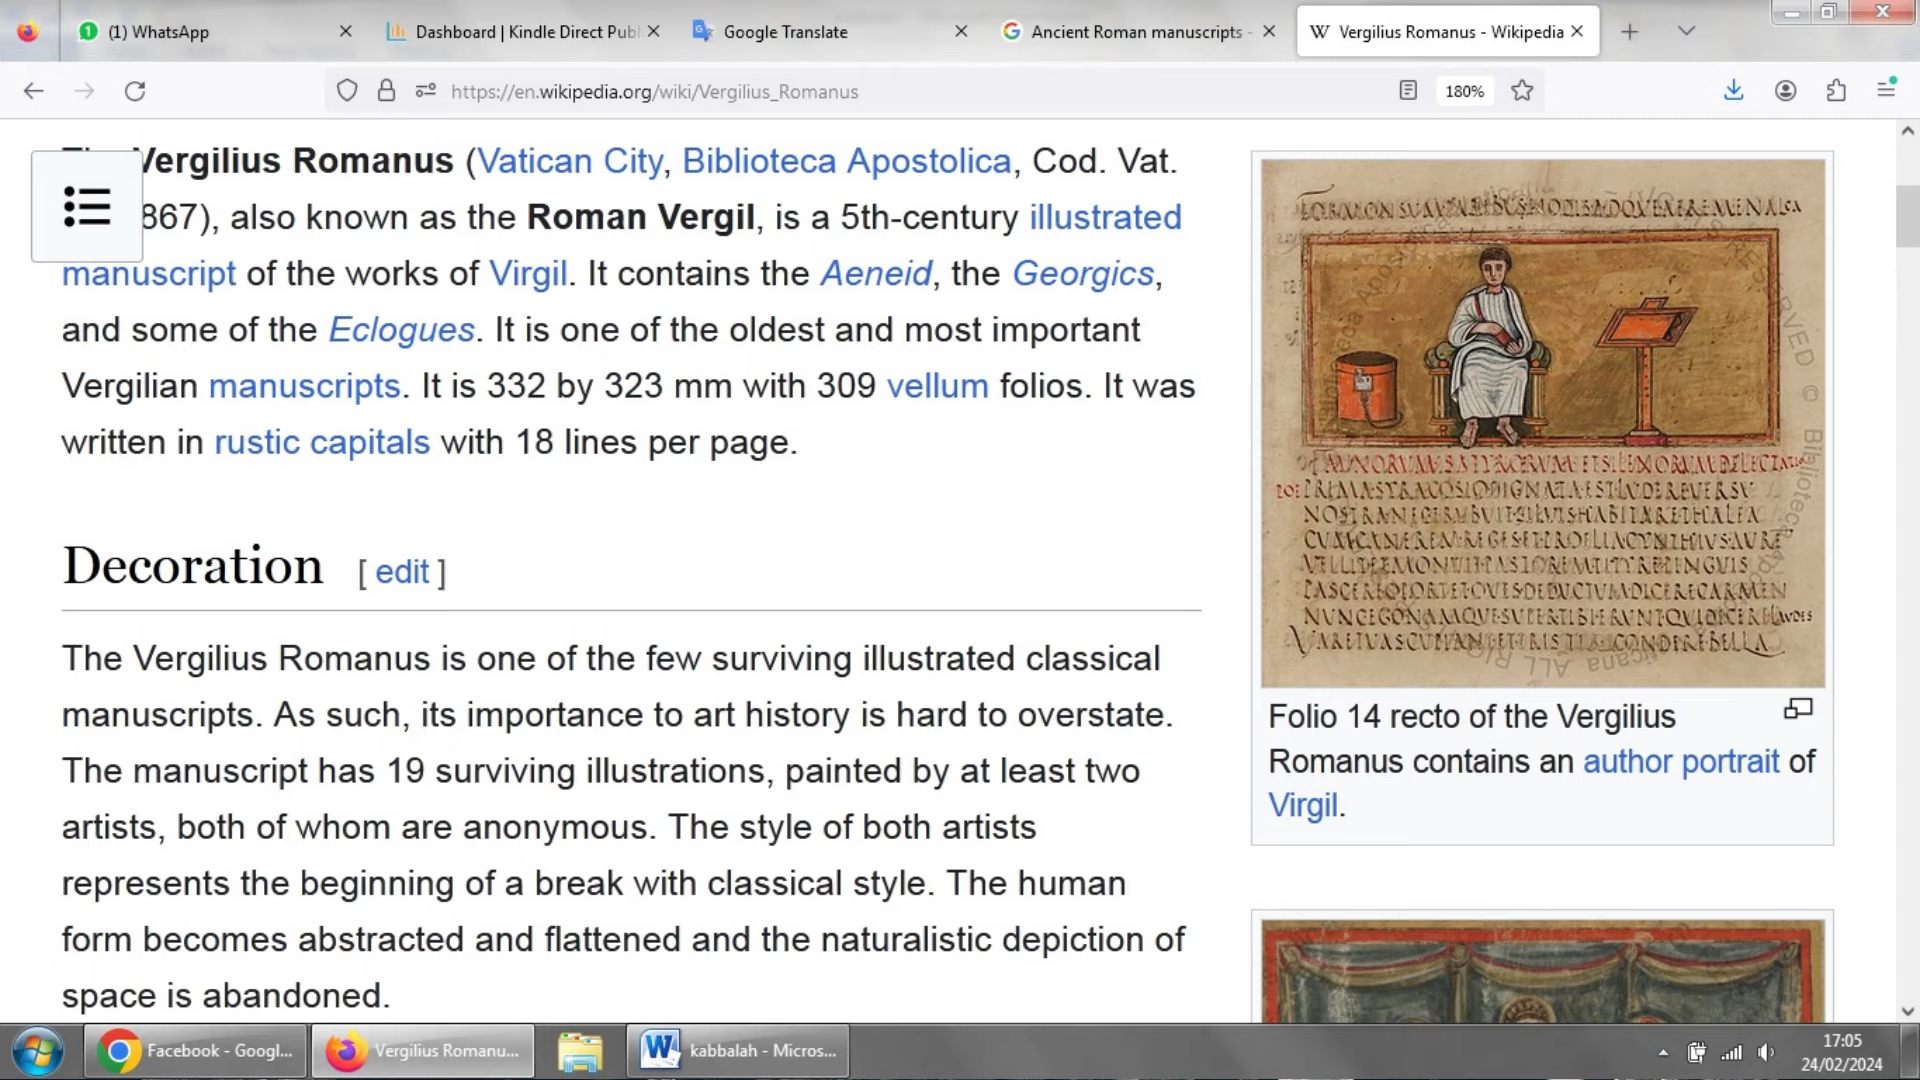 (1) WhatsApp
Dashboard | Kindle Direct Publ
Google Translate
Ancient Roman manuscripts -
Vergilius Romanus - Wikipedia
https://en.wikipedia.org/wiki/Vergilius_Romanus
180%
Vergilius Romanus (Vatican City, Biblioteca Apostolica, Cod. Vat.
867), also known as the Roman Vergil, is a 5th-century illustrated
manuscript of the works of Virgil. It contains the Aeneid, the Georgics,
and some of the Eclogues. It is one of the oldest and most important
Vergilian manuscripts. It is 332 by 323 mm with 309 vellum folios. It was
written in rustic capitals with 18 lines per page.
Decoration [ edit ]
The Vergilius Romanus is one of the few surviving illustrated classical
manuscripts. As such, its importance to art history is hard to overstate.
The manuscript has 19 surviving illustrations, painted by at least two
artists, both of whom are anonymous. The style of both artists
represents the beginning of a break with classical style. The human
form becomes abstracted and flattened and the naturalistic depiction of
space is abandoned.
Folio 14 recto of the Vergilius
Romanus contains an author portrait of
Virgil.
Facebook - Googl...
Vergilius Romanu...
kabbalah - Micros...
17:05
24/02/2024